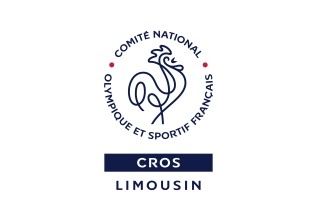 COMITÉ NATIONAL
OLYMPIQUE ET SPORTIF FRANÇAIS
CROS
LIMOUSIN